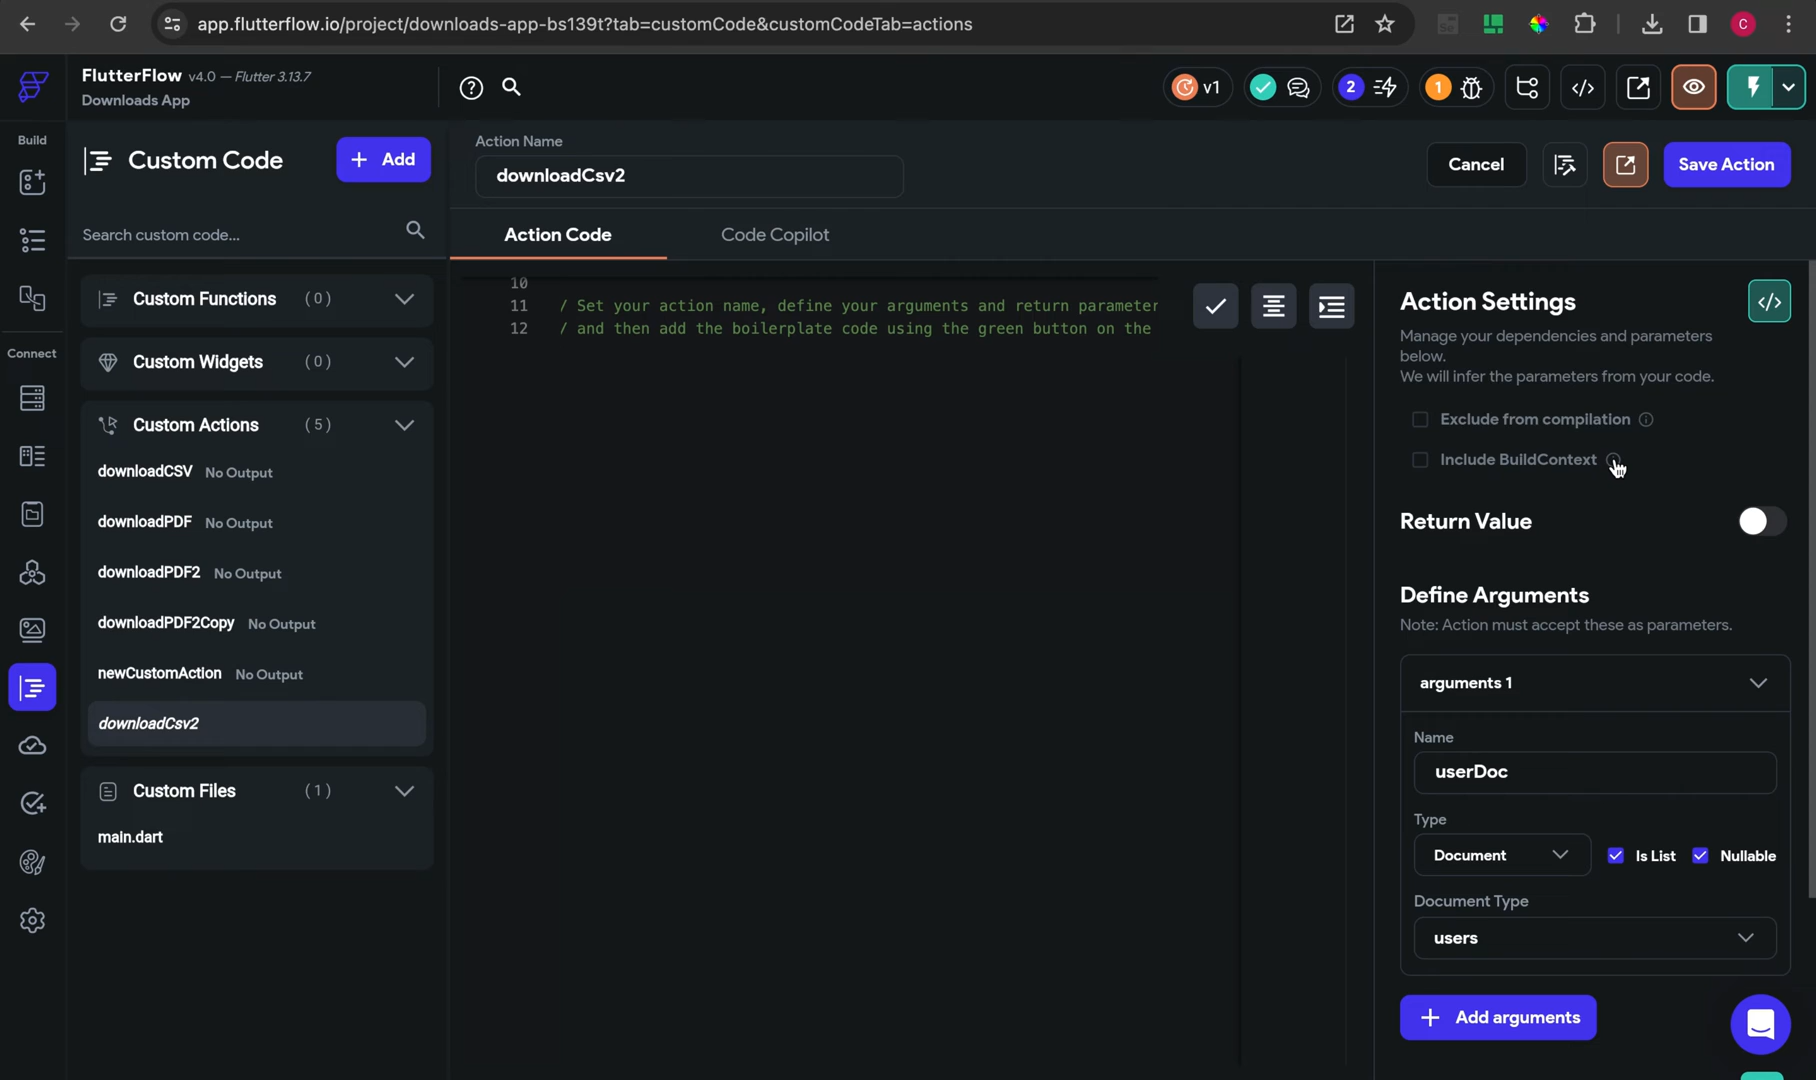 app.flutterflow.io/project/downloads-app-bs139t?tab=customCode&customCodeTab=actions
C
FlutterFlow v4.0 — Flutter 3.13.7
Downloads App
v1
2
1
Build
Connect
Custom Code
+ Add
Search custom code...
Custom Functions (0)
Custom Widgets (0)
Custom Actions (5)
downloadCSV No Output
downloadPDF No Output
downloadPDF2 No Output
downloadPDF2Copy No Output
newCustomAction No Output
downloadCsv2
Custom Files (1)
main.dart
Action Name
downloadCsv2
Cancel
Save Action
Action Code
Code Copilot
10
11 / Set your action name, define your arguments and return parameter
12 / and then add the boilerplate code using the green button on the
Action Settings
Manage your dependencies and parameters
below.
We will infer the parameters from your code.
Exclude from compilation
Include BuildContext
Return Value
Define Arguments
Note: Action must accept these as parameters.
arguments 1
Name
userDoc
Type
Document
Is List
Nullable
Document Type
users
+ Add arguments